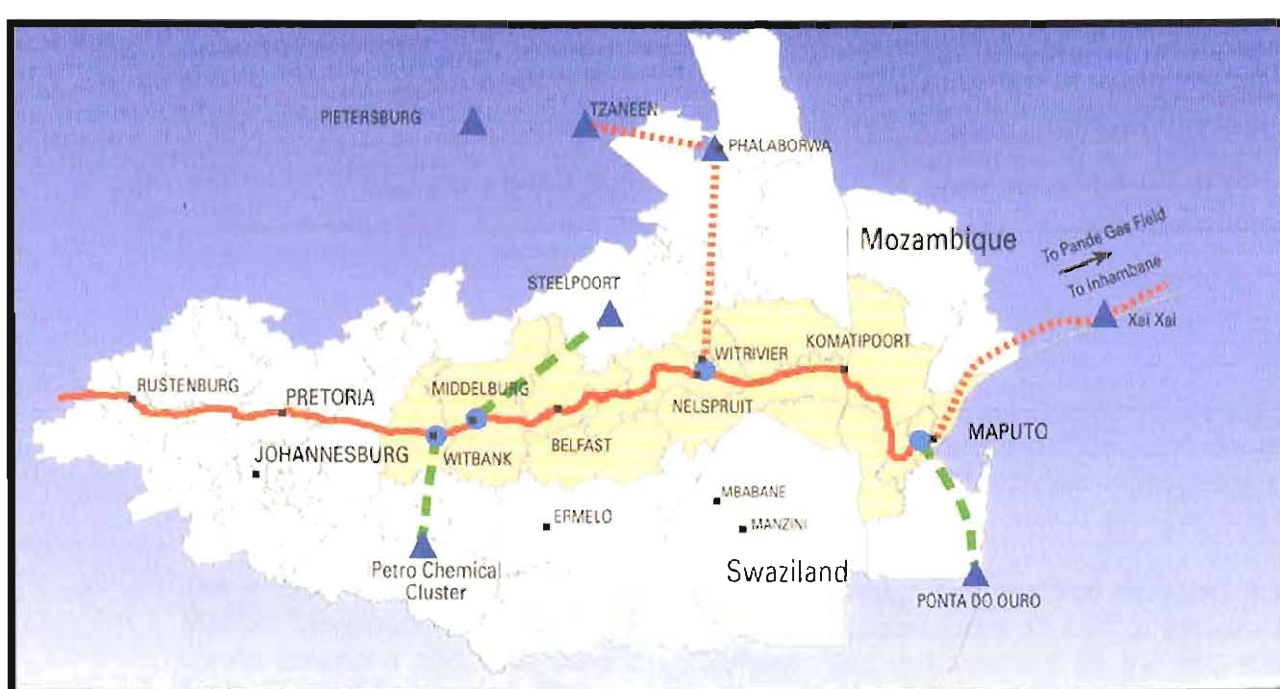 PIETERSBURG
TZANEEN
PHALABORWA
Mozambique
To Pande Gas Field
To Inhambane
Xai Xai
STEELPOORT
WITRIVIER
KOMATIPOORT
RUSTENBURG
PRETORIA
MIDDELBURG
NELSPRUIT
MAPUTO
JOHANNESBURG
WITBANK
BELFAST
MBABANE
ERMELO
MANZINI
Petro Chemical
Cluster
Swaziland
PONTA DO OURO